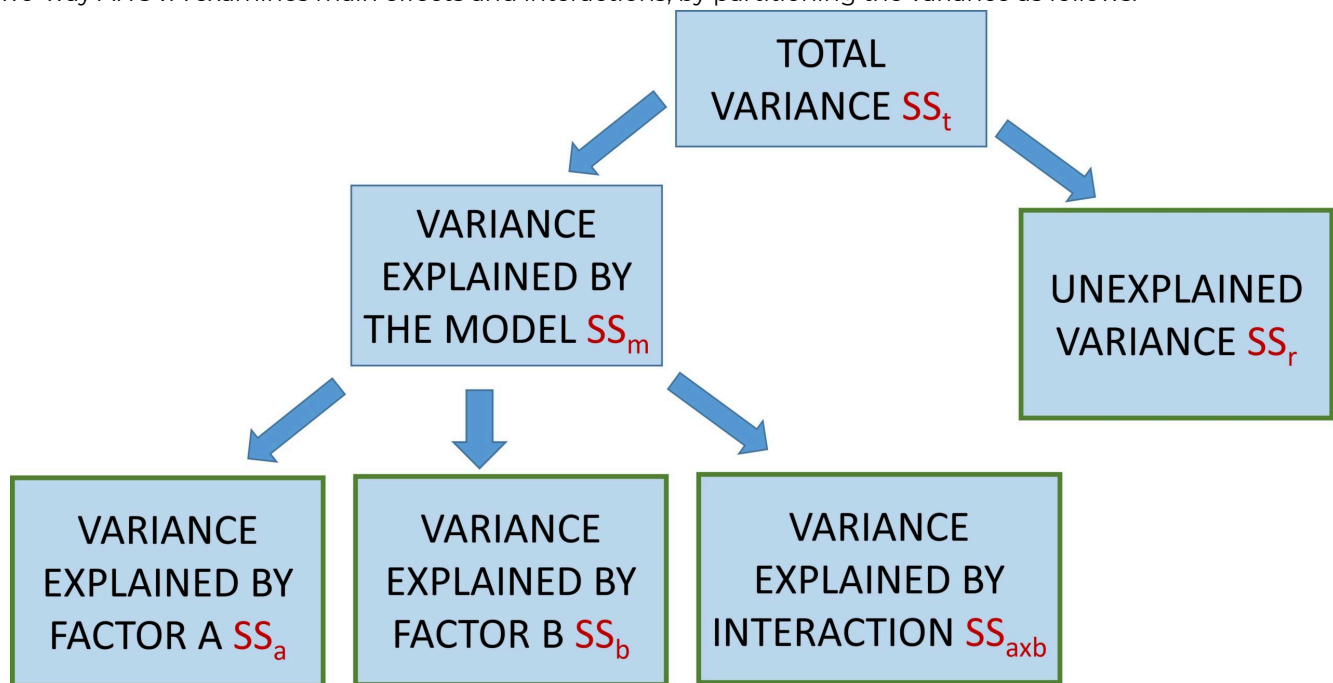 TOTAL
VARIANCE SSt
VARIANCE
EXPLAINED BY
THE MODEL SSm
UNEXPLAINED
VARIANCE SSr
VARIANCE
EXPLAINED BY
FACTOR A SSa
VARIANCE
EXPLAINED BY
FACTOR B SSb
VARIANCE
EXPLAINED BY
INTERACTION SSaxb